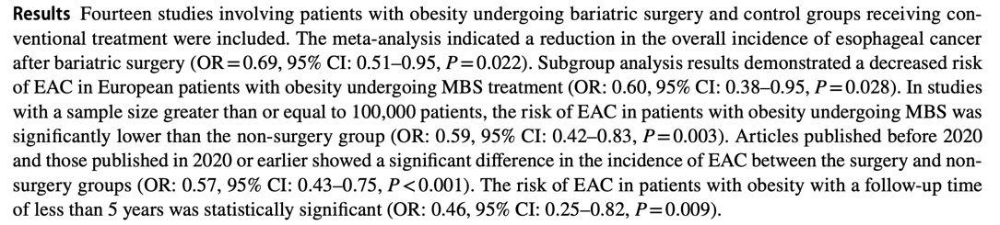 Results Fourteen studies involving patients with obesity undergoing bariatric surgery and control groups receiving con-
ventional treatment were included. The meta-analysis indicated a reduction in the overall incidence of esophageal cancer
after bariatric surgery (OR=0.69, 95% CI: 0.51–0.95, P=0.022). Subgroup analysis results demonstrated a decreased risk
of EAC in European patients with obesity undergoing MBS treatment (OR: 0.60, 95% CI: 0.38–0.95, P=0.028). In studies
with a sample size greater than or equal to 100,000 patients, the risk of EAC in patients with obesity undergoing MBS was
significantly lower than the non-surgery group (OR: 0.59, 95% CI: 0.42–0.83, P=0.003). Articles published before 2020
and those published in 2020 or earlier showed a significant difference in the incidence of EAC between the surgery and non-
surgery groups (OR: 0.57, 95% CI: 0.43–0.75, P<0.001). The risk of EAC in patients with obesity with a follow-up time
of less than 5 years was statistically significant (OR: 0.46, 95% CI: 0.25–0.82, P=0.009).